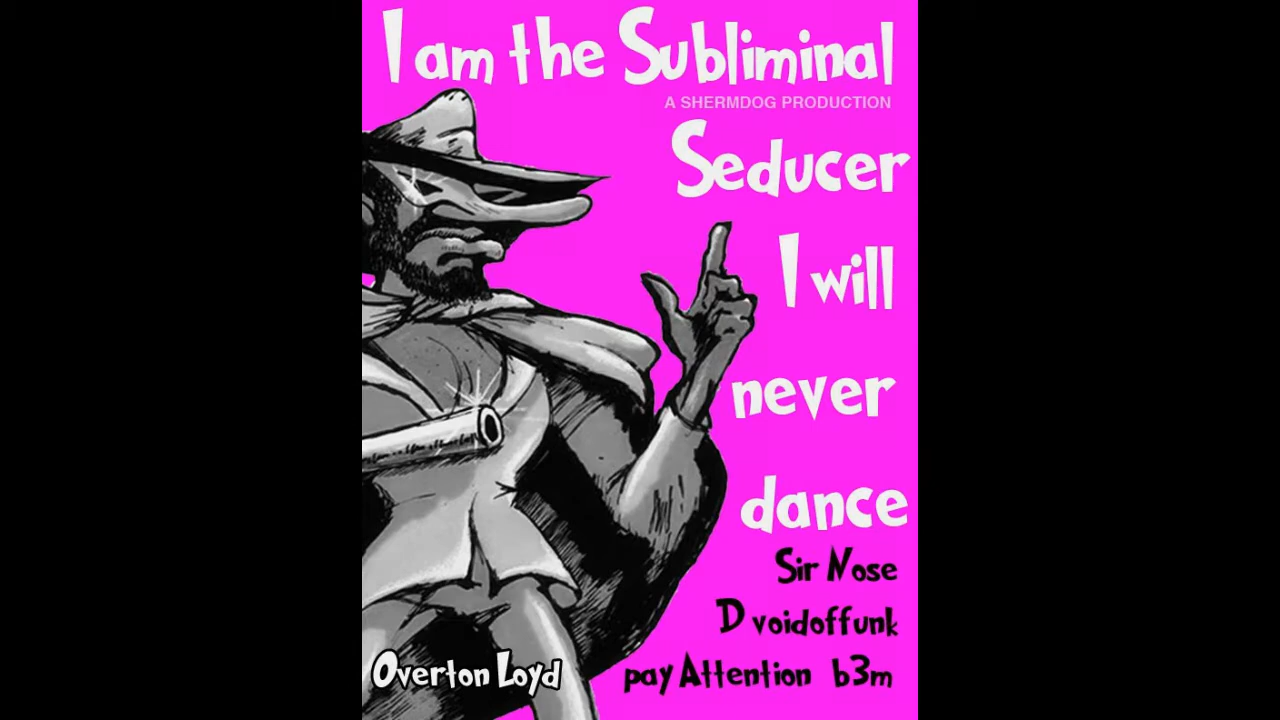 I am the Subliminal
A SHERMDOG PRODUCTION
Seducer
I will
never
dance
Sir Nose
D voidoffunk
Overton Loyd
pay Attention b3m